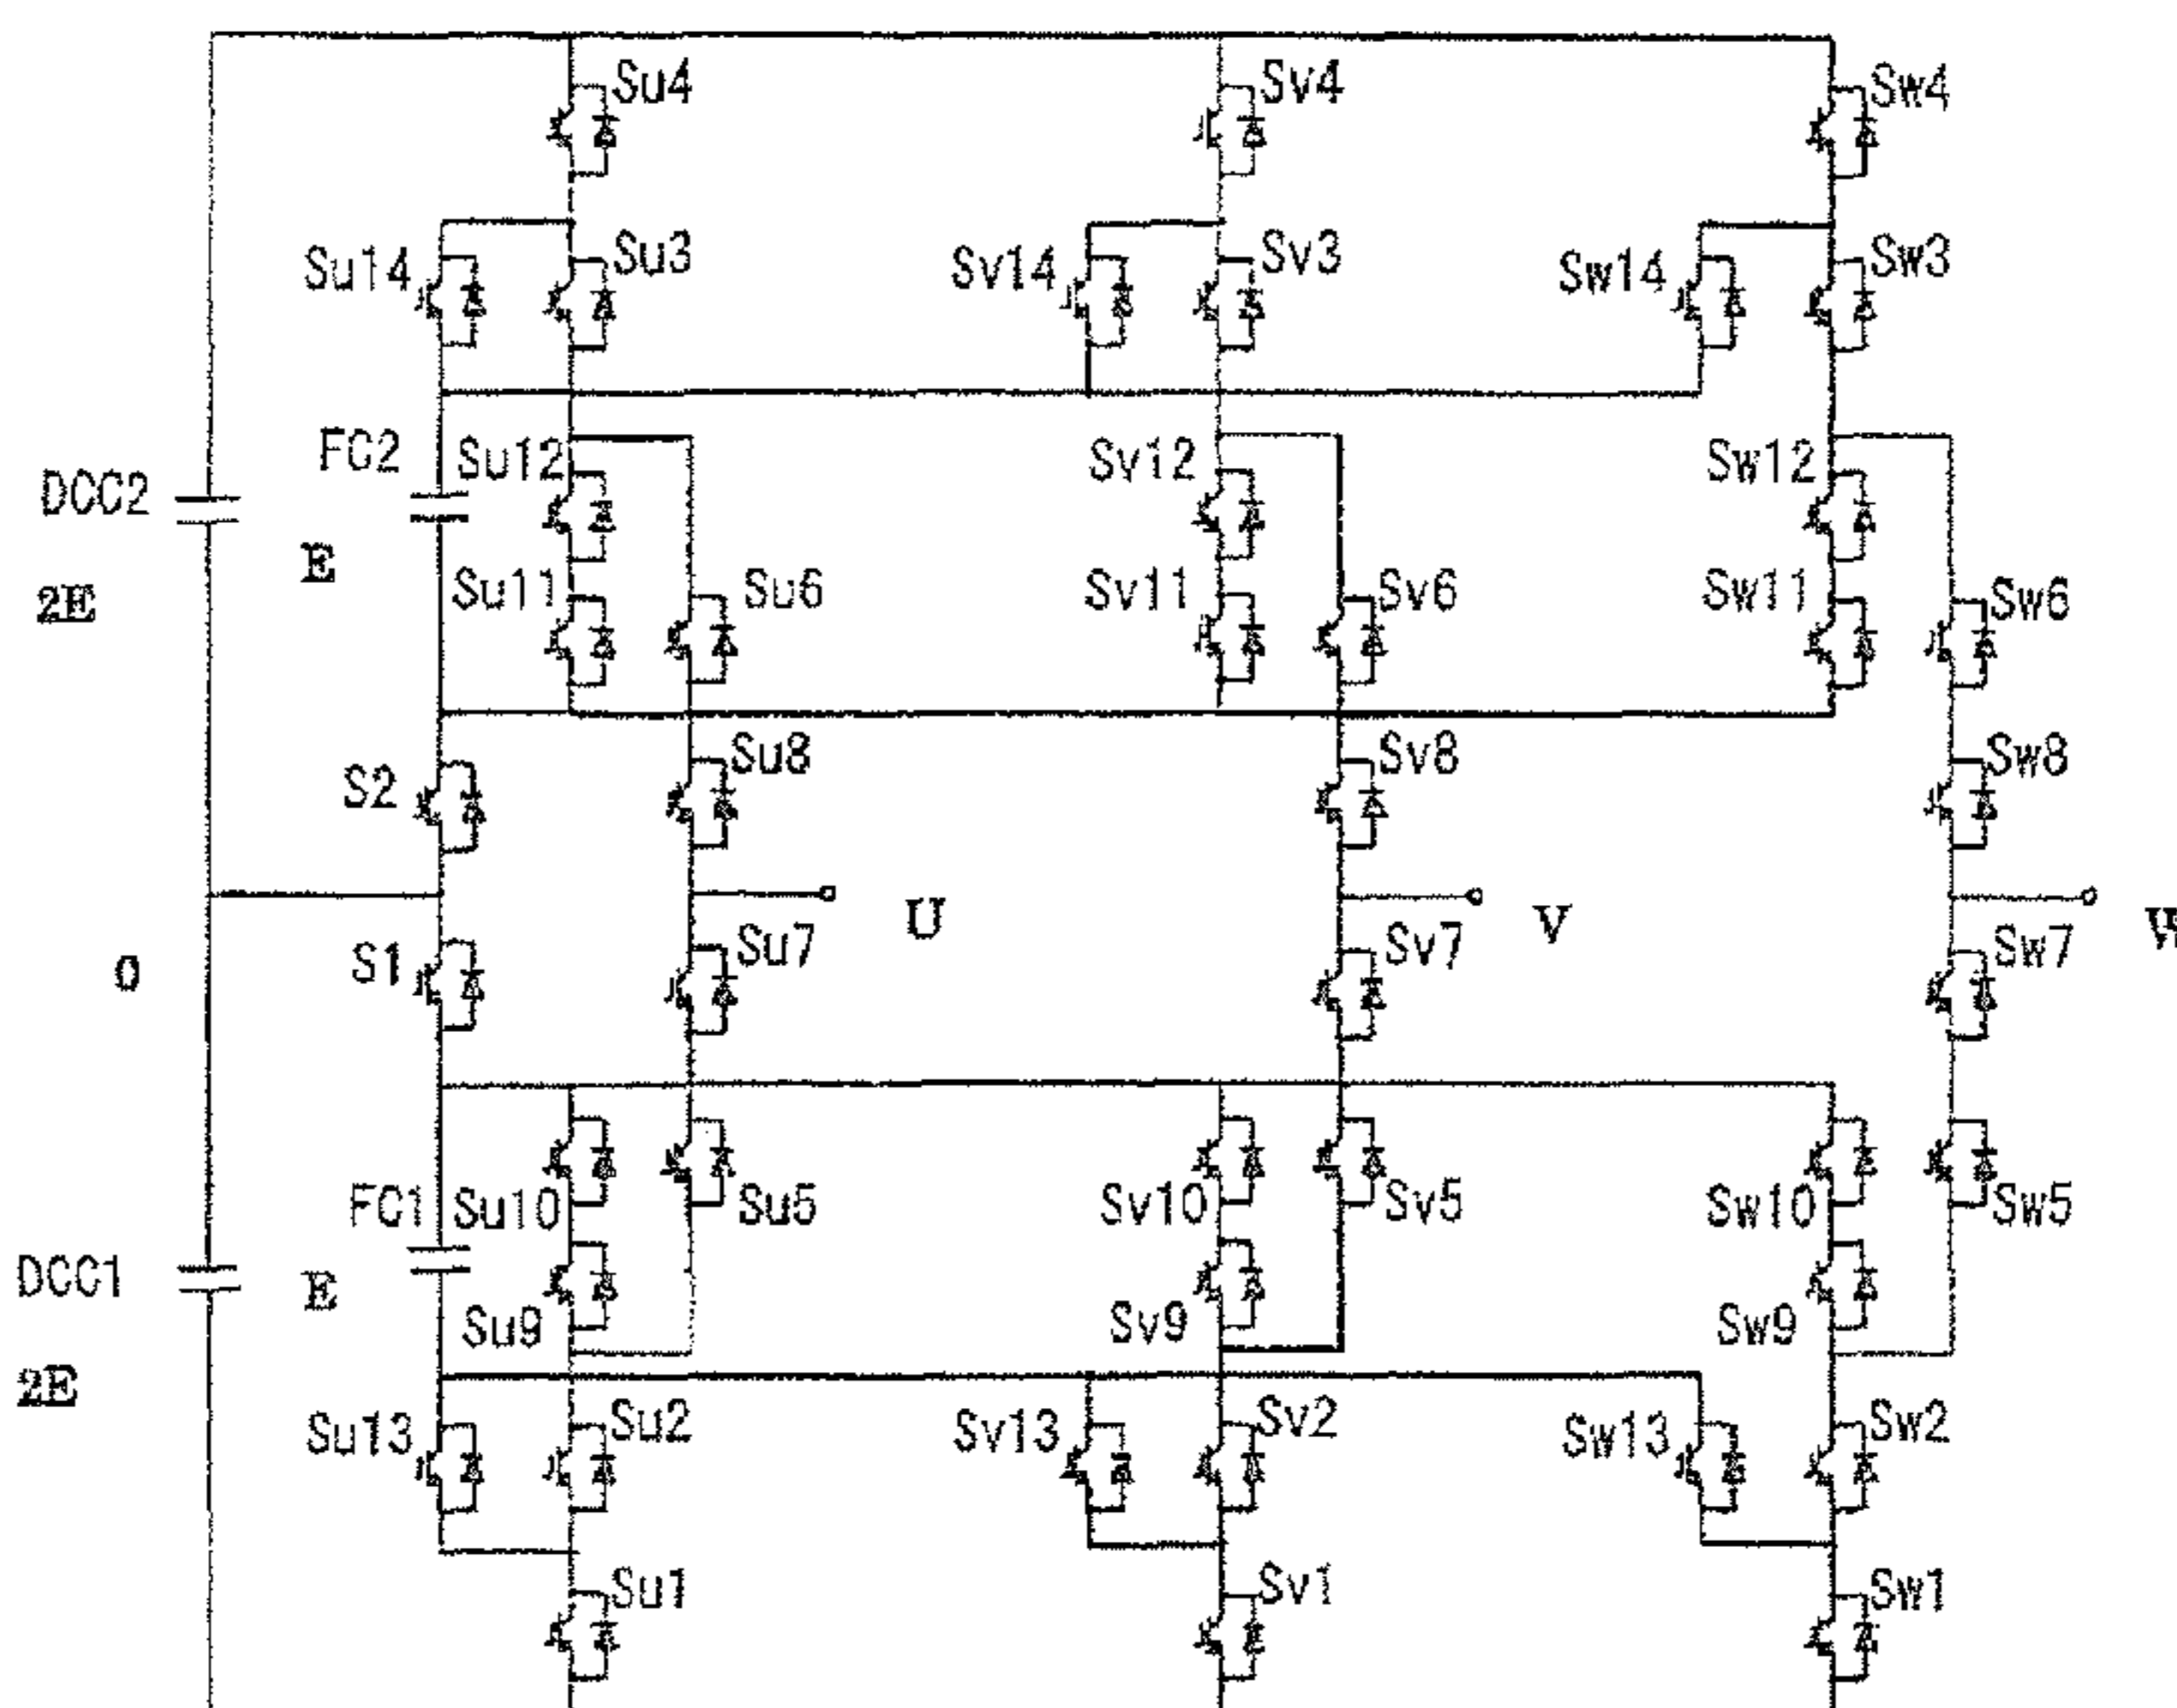 Su4 Sv4 Sw4
Su14 Su3 Sv14 Sv3 Sw14 Sw3
FC2 Su12 Sv12 Sw12
DCC2
E
2E
Su11 Su6 Sv11 Sv6 Sw11 Sw6
S2 Su8 Sv8 Sw8
U V W
0
S1 Su7 Sv7 Sw7
FC1 Su10 Su5 Sv10 Sv5 Sw10 Sw5
DCC1
E
2E
Su9 Sv9 Sw9
Su13 Su2 Sv13 Sv2 Sw13 Sw2
Su1 Sv1 Sw1